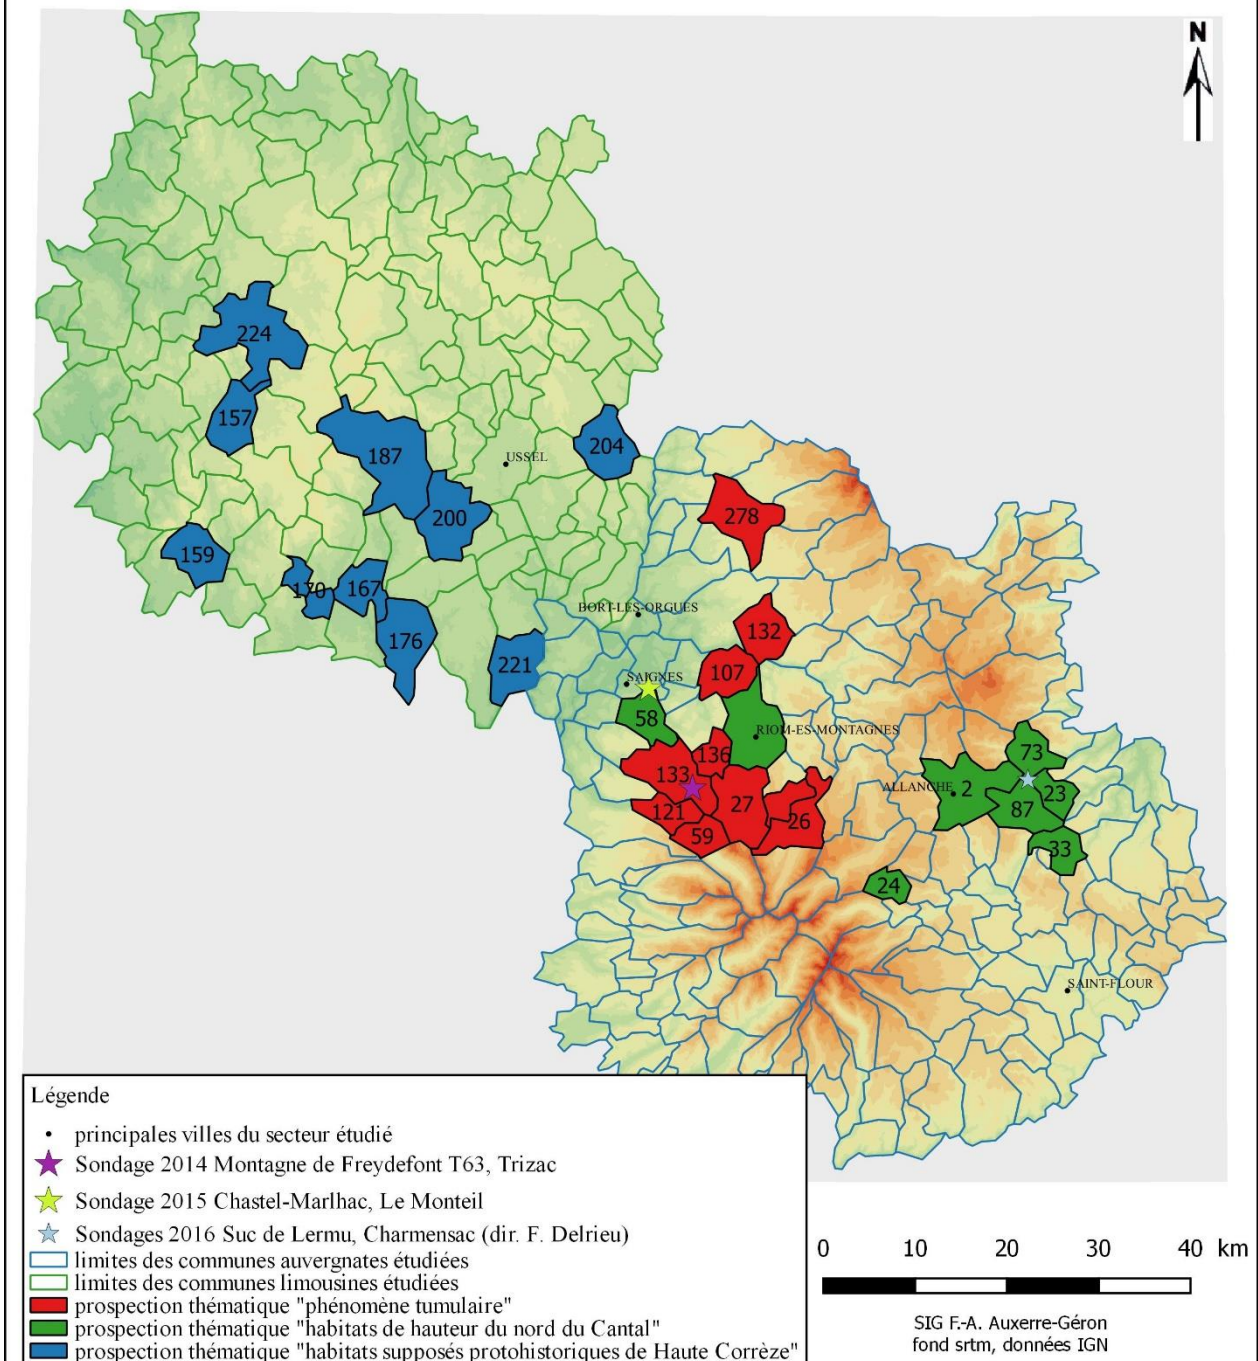 N
224
157
187
USSEL
204
200
278
159
170
167
BORT-LES-ORGUES
132
176
221
107
SAIGNES
58
RIOM-ES-MONTAGNES
136
73
133
ALLANCHE
2
23
27
87
121
26
59
33
24
SAINT-FLOUR
Légende
principales villes du secteur étudié
Sondage 2014 Montagne de Freydefont T63, Trizac
Sondage 2015 Chastel-Marlhac, Le Monteil
Sondages 2016 Suc de Lermu, Charmensac (dir. F. Delrieu)
limites des communes auvergnates étudiées
limites des communes limousines étudiées
prospection thématique "phénomène tumulaire"
prospection thématique "habitats de hauteur du nord du Cantal"
prospection thématique "habitats supposés protohistoriques de Haute Corrèze"
0 10 20 30 40 km
SIG F.-A. Auxerre-Géron
fond srtm, données IGN